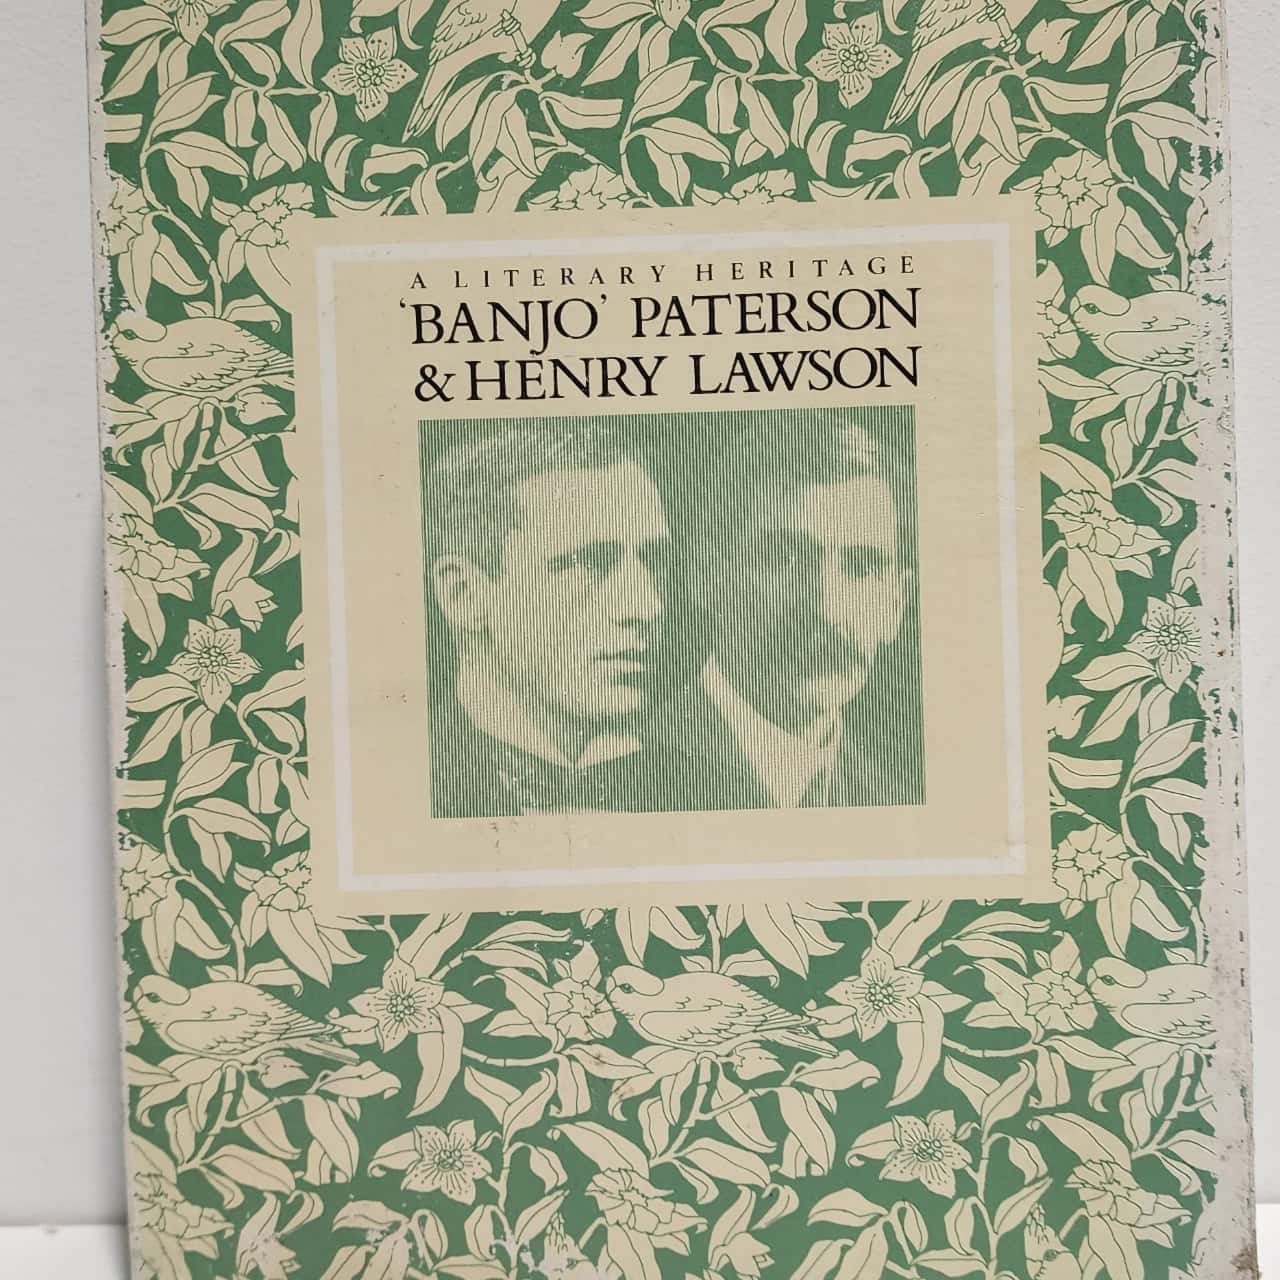 A LITERARY HERITAGE
‘BANJO’ PATERSON
& HENRY LAWSON